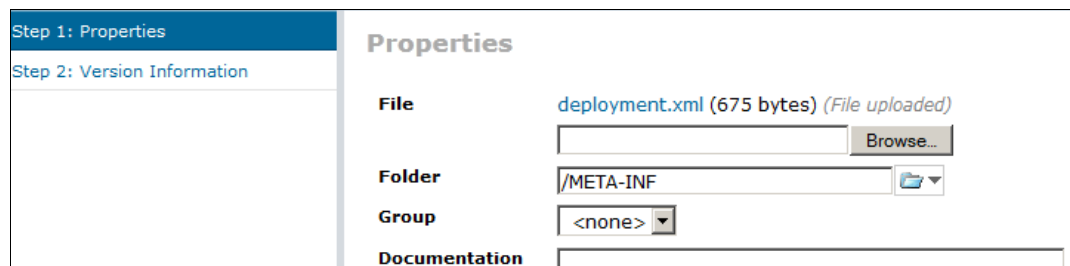 Step 1: Properties
Step 2: Version Information
Properties
File deployment.xml (675 bytes) (File uploaded)
Browse...
Folder /META-INF
Group <none>
Documentation